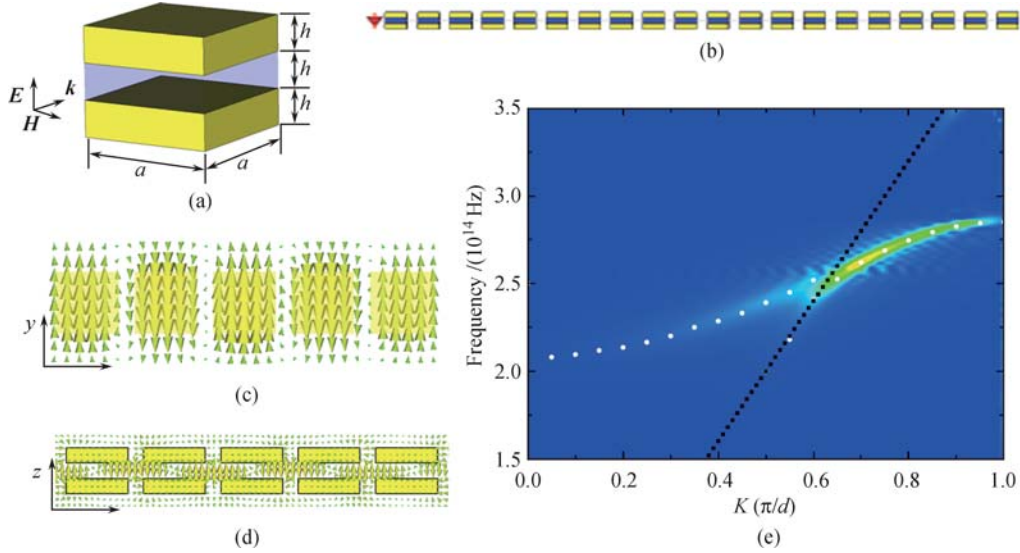 h
h
h
E
k
H
a
a
(a)
(b)
y
(c)
z
(d)
3.5
3.0
2.5
2.0
1.5
Frequency /(10¹⁴ Hz)
0.0 0.2 0.4 0.6 0.8 1.0
K (π/d)
(e)